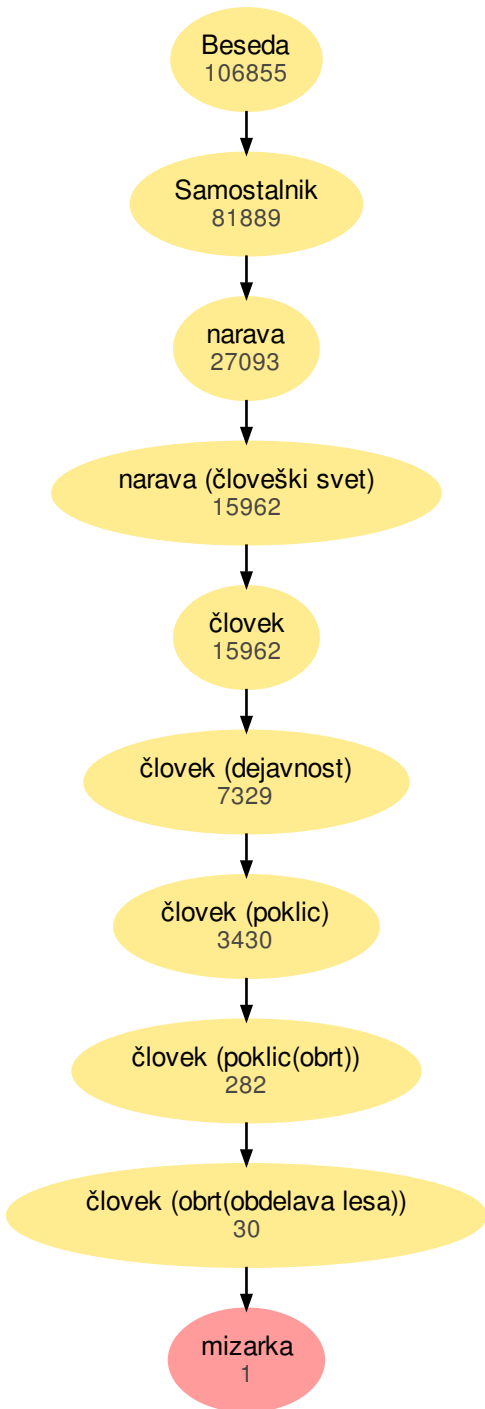 Beseda
106855
Samostalnik
81889
narava
27093
narava (človeški svet)
15962
človek
15962
človek (dejavnost)
7329
človek (poklic)
3430
človek (poklic(obrt))
282
človek (obrt(obdelava lesa))
30
mizarka
1